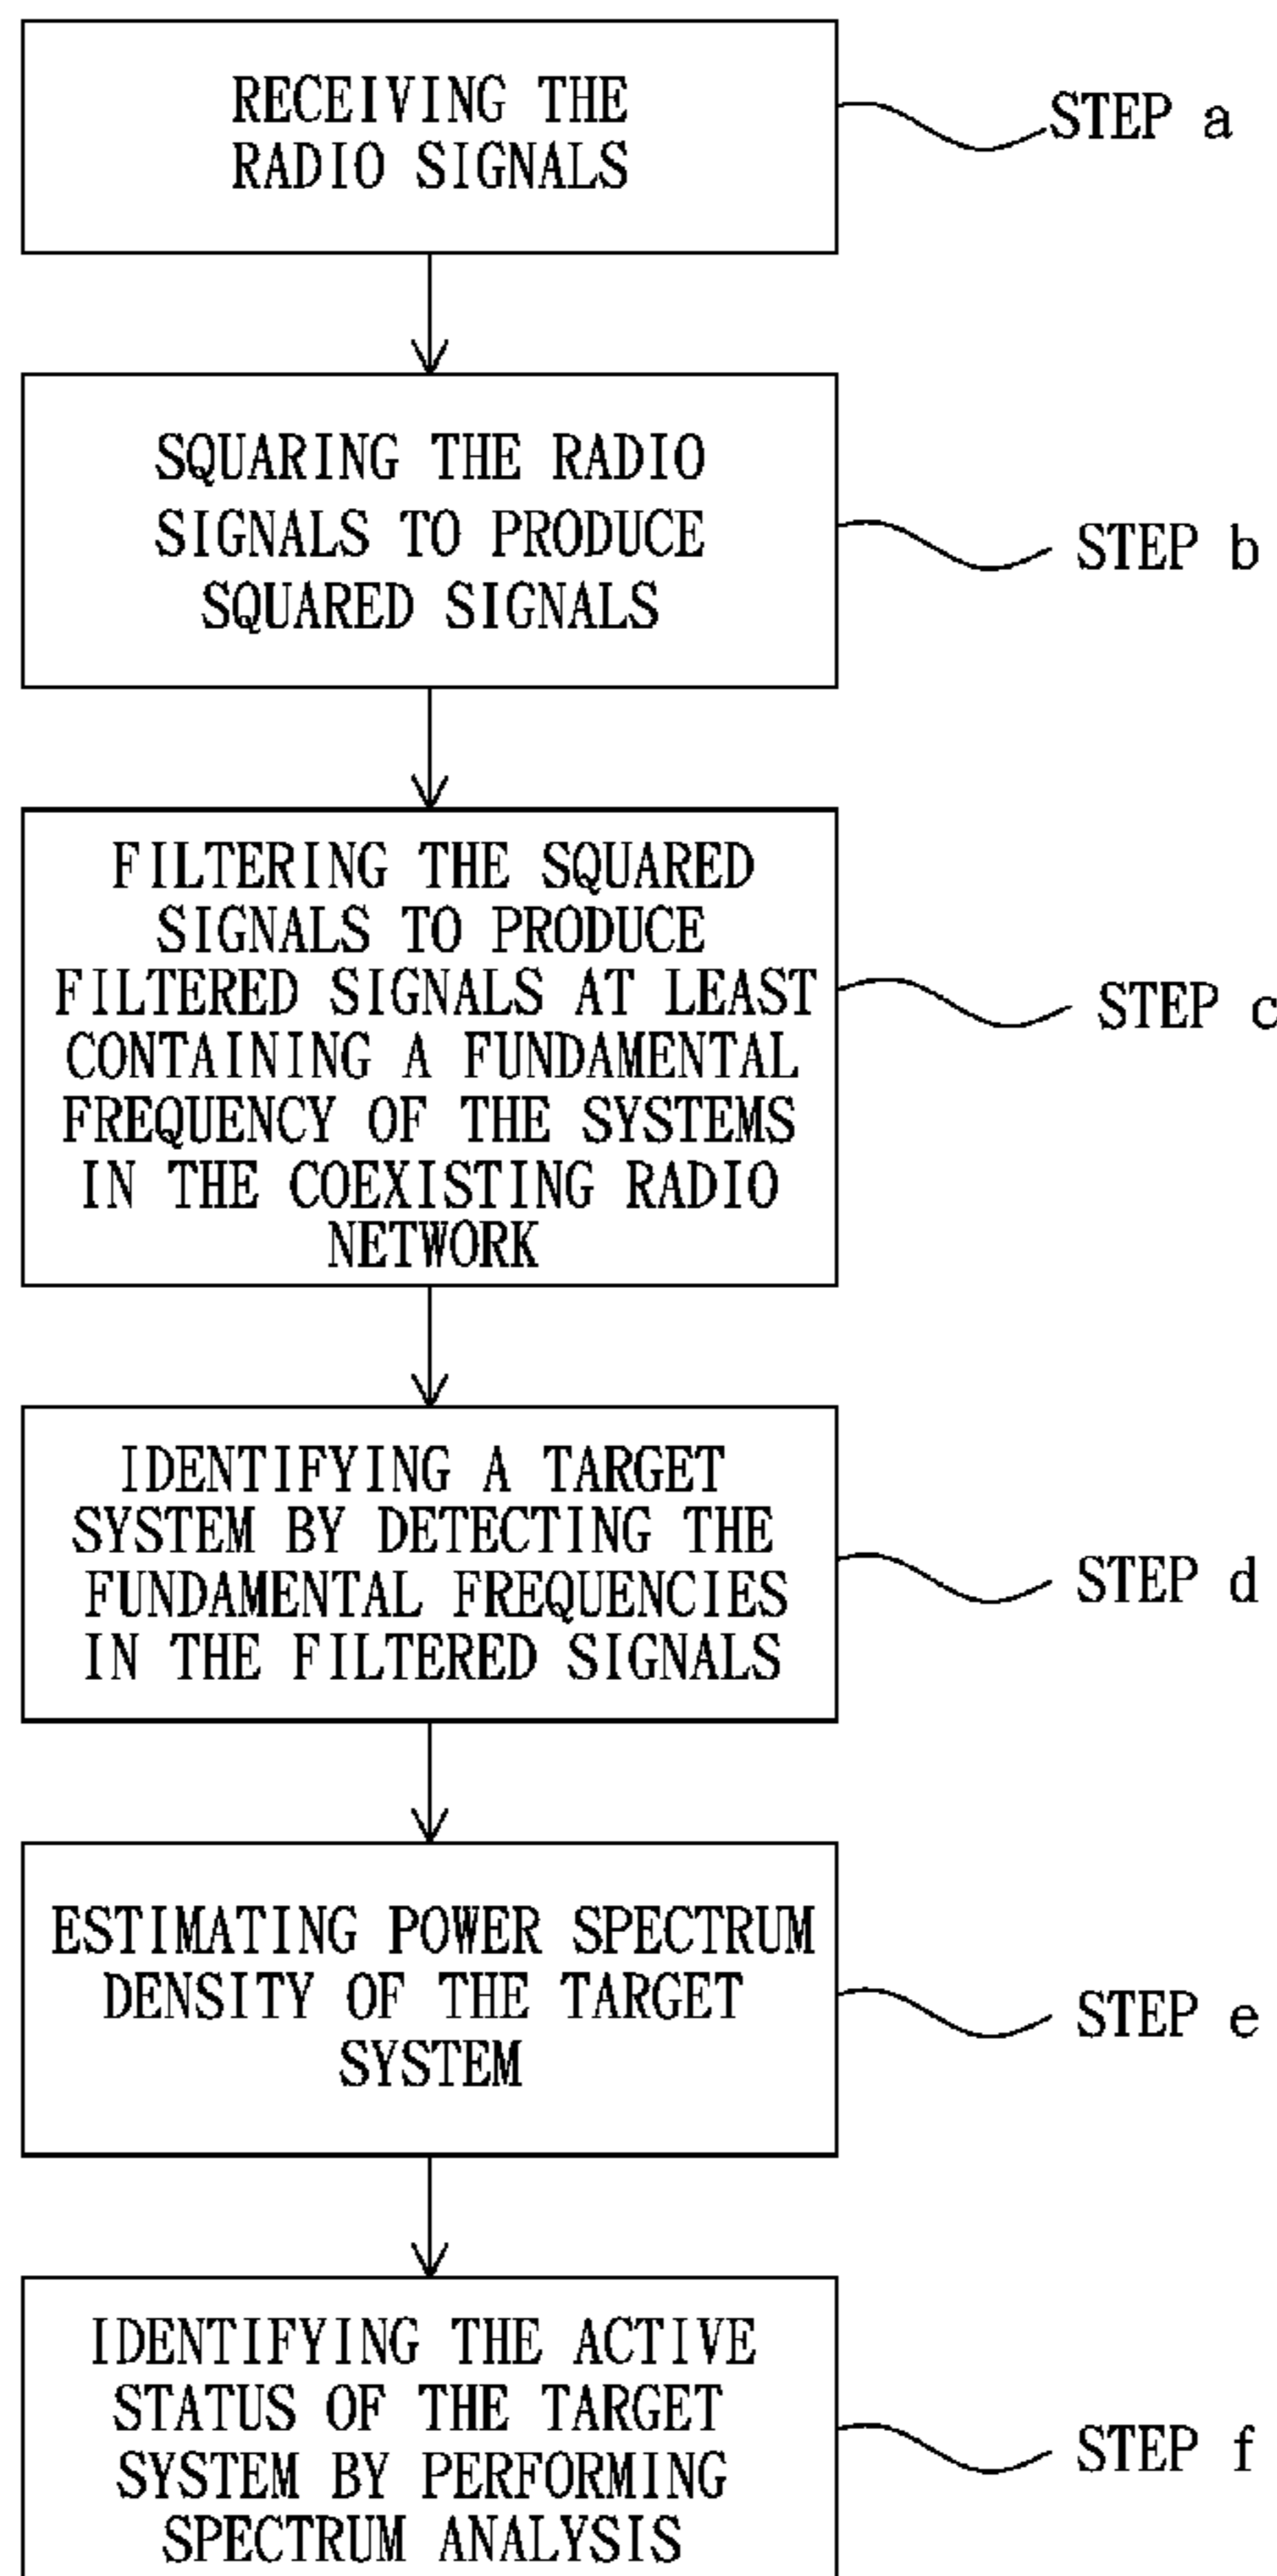 RECEIVING THE
RADIO SIGNALS
STEP a
SQUARING THE RADIO
SIGNALS TO PRODUCE
SQUARED SIGNALS
STEP b
FILTERING THE SQUARED
SIGNALS TO PRODUCE
FILTERED SIGNALS AT LEAST
CONTAINING A FUNDAMENTAL
FREQUENCY OF THE SYSTEMS
IN THE COEXISTING RADIO
NETWORK
STEP c
IDENTIFYING A TARGET
SYSTEM BY DETECTING THE
FUNDAMENTAL FREQUENCIES
IN THE FILTERED SIGNALS
STEP d
ESTIMATING POWER SPECTRUM
DENSITY OF THE TARGET
SYSTEM
STEP e
IDENTIFYING THE ACTIVE
STATUS OF THE TARGET
SYSTEM BY PERFORMING
SPECTRUM ANALYSIS
STEP f